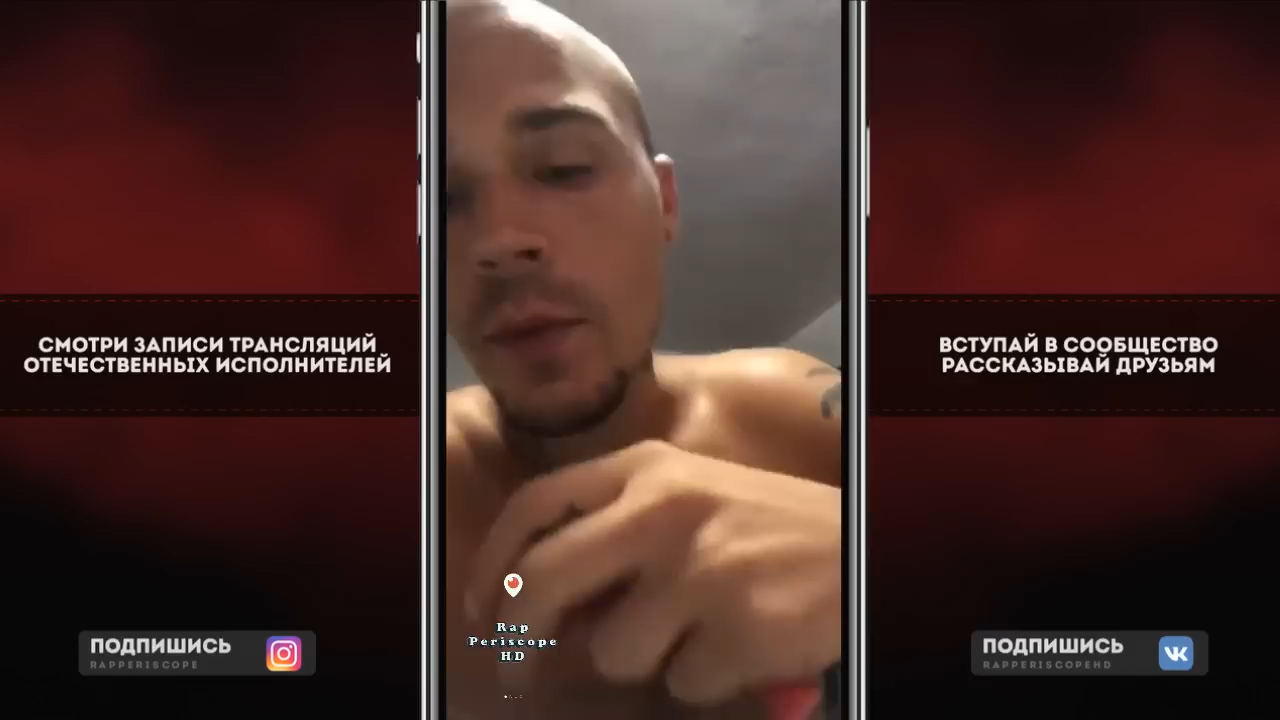 СМОТРИ ЗАПИСИ ТРАНСЛЯЦИЙ
ОТЕЧЕСТВЕННЫХ ИСПОЛНИТЕЛЕЙ
ВСТУПАЙ В СООБЩЕСТВО
РАССКАЗЫВАЙ ДРУЗЬЯМ
Rap
Periscope
HD
ПОДПИШИСЬ
RAPPERISCOPE
ПОДПИШИСЬ
RAPPERISCOPEHD